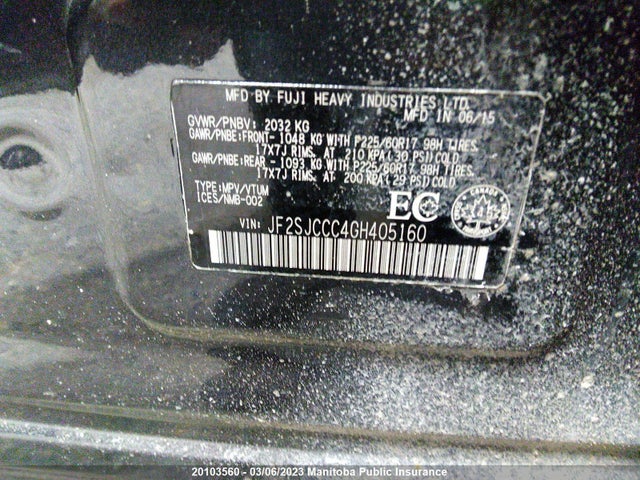 MFD BY FUJI HEAVY INDUSTRIES LTD.
MFD IN 06/15
GVWR/PNBV: 2032 KG
GAWR/PNBE:FRONT- 1048 KG WITH P225/60R17 98H TIRES,
17X7J RIMS, AT 210 KPA(30 PSI)COLD
GAWR/PNBE:REAR - 1093 KG WITH P225/60R17 98H TIRES,
17X7J RIMS, AT 200 KPA(29 PSI)COLD
TYPE:MPV/VTUM
ICES/NMB-002
EC
CANADA
VIN: JF2SJCCC4GH405160
20103560 - 03/06/2023 Manitoba Public Insurance